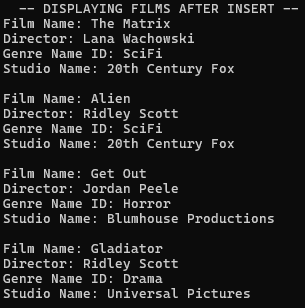 -- DISPLAYING FILMS AFTER INSERT --
Film Name: The Matrix
Director: Lana Wachowski
Genre Name ID: SciFi
Studio Name: 20th Century Fox

Film Name: Alien
Director: Ridley Scott
Genre Name ID: SciFi
Studio Name: 20th Century Fox

Film Name: Get Out
Director: Jordan Peele
Genre Name ID: Horror
Studio Name: Blumhouse Productions

Film Name: Gladiator
Director: Ridley Scott
Genre Name ID: Drama
Studio Name: Universal Pictures